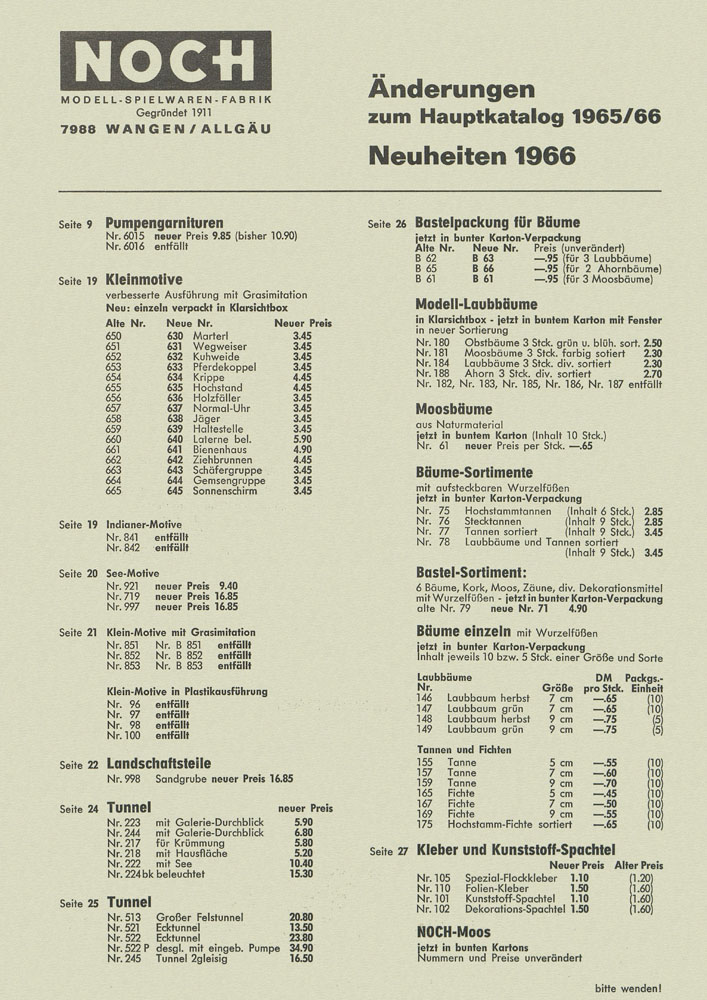 NOCH
MODELL-SPIELWAREN-FABRIK
Gegründet 1911
7988 WANGEN/ALLGÄU
Änderungen
zum Hauptkatalog 1965/66
Neuheiten 1966
Seite 9 Pumpengarnituren
Nr. 6015 neuer Preis 9.85 (bisher 10.90)
Nr. 6016 entfällt
Seite 19 Kleinmotive
verbesserte Ausführung mit Grasimitation
Neu: einzeln verpackt in Klarsichtbox
Alte Nr. Neue Nr. Neuer Preis
650 630 Marterl 3.45
651 631 Wegweiser 3.45
652 632 Kuhweide 3.45
653 633 Pferdekoppel 3.45
654 634 Krippe 4.45
655 635 Hochstand 4.45
656 636 Holzfäller 3.45
657 637 Normal-Uhr 3.45
658 638 Jäger 3.45
659 639 Haltestelle 3.45
660 640 Laterne bel. 5.90
661 641 Bienenhaus 4.90
662 642 Ziehbrunnen 4.45
663 643 Schäfergruppe 3.45
664 644 Gemsengruppe 3.45
665 645 Sonnenschirm 3.45
Seite 19 Indianer-Motive
Nr. 841 entfällt
Nr. 842 entfällt
Seite 20 See-Motive
Nr. 921 neuer Preis 9.40
Nr. 719 neuer Preis 16.85
Nr. 997 neuer Preis 16.85
Seite 21 Klein-Motive mit Grasimitation
Nr. 851 Nr. B 851 entfällt
Nr. 852 Nr. B 852 entfällt
Nr. 853 Nr. B 853 entfällt
Klein-Motive in Plastikausführung
Nr. 96 entfällt
Nr. 97 entfällt
Nr. 98 entfällt
Nr. 100 entfällt
Seite 22 Landschaftsteile
Nr. 998 Sandgrube neuer Preis 16.85
Seite 24 Tunnel neuer Preis
Nr. 223 mit Galerie-Durchblick 5.90
Nr. 244 mit Galerie-Durchblick 6.80
Nr. 217 für Krümmung 5.80
Nr. 218 mit Hausfläche 5.20
Nr. 222 mit See 10.40
Nr. 224bk beleuchtet 15.30
Seite 25 Tunnel
Nr. 513 Großer Felstunnel 20.80
Nr. 521 Ecktunnel 13.50
Nr. 522 Ecktunnel 23.80
Nr. 522 P desgl. mit eingeb. Pumpe 34.90
Nr. 245 Tunnel 2gleisig 16.50
Seite 26 Bastelpackung für Bäume
jetzt in bunter Karton-Verpackung
Alte Nr. Neue Nr. Preis (unverändert)
B 62 B 63 —.95 (für 3 Laubbäume)
B 65 B 66 —.95 (für 2 Ahornbäume)
B 61 B 61 —.95 (für 3 Moosbäume)
Modell-Laubbäume
in Klarsichtbox - jetzt in buntem Karton mit Fenster
in neuer Sortierung
Nr. 180 Obstbäume 3 Stck. grün u. blüh. sort. 2.50
Nr. 181 Moosbäume 3 Stck. farbig sotiert 2.30
Nr. 184 Laubbäume 3 Stck. div. sortiert 2.30
Nr. 188 Ahorn 3 Stck. div. sortiert 2.70
Nr. 182, Nr. 183, Nr. 185, Nr. 186, Nr. 187 entfällt
Moosbäume
aus Naturmaterial
jetzt in buntem Karton (Inhalt 10 Stck.)
Nr. 61 neuer Preis per Stck. —.65
Bäume-Sortimente
mit aufsteckbaren Wurzelfüßen
jetzt in bunter Karton-Verpackung
Nr. 75 Hochstammtannen (Inhalt 6 Stck.) 2.85
Nr. 76 Stecktannen (Inhalt 9 Stck.) 2.85
Nr. 77 Tannen sortiert (Inhalt 9 Stck.) 3.45
Nr. 78 Laubbäume und Tannen sortiert
(Inhalt 9 Stck.) 3.45
Bastel-Sortiment:
6 Bäume, Kork, Moos, Zäune, div. Dekorationsmittel
mit Wurzelfüßen - jetzt in bunter Karton-Verpackung
alte Nr. 79 neue Nr. 71 4.90
Bäume einzeln mit Wurzelfüßen
jetzt in bunter Karton-Verpackung
Inhalt jeweils 10 bzw. 5 Stck. einer Größe und Sorte
Laubbäume DM Packgs.-
Nr. Größe pro Stck. Einheit
146 Laubbaum herbst 7 cm —.65 (10)
147 Laubbaum grün 7 cm —.65 (10)
148 Laubbaum herbst 9 cm —.75 (5)
149 Laubbaum grün 9 cm —.75 (5)
Tannen und Fichten
155 Tanne 5 cm —.55 (10)
157 Tanne 7 cm —.60 (10)
159 Tanne 9 cm —.70 (10)
165 Fichte 5 cm —.45 (10)
167 Fichte 7 cm —.50 (10)
169 Fichte 9 cm —.55 (10)
175 Hochstamm-Fichte sortiert —.65 (10)
Seite 27 Kleber und Kunststoff-Spachtel
Neuer Preis Alter Preis
Nr. 105 Spezial-Flockkleber 1.10 (1.20)
Nr. 110 Folien-Kleber 1.50 (1.60)
Nr. 101 Kunststoff-Spachtel 1.10 (1.60)
Nr. 102 Dekorations-Spachtel 1.50 (1.60)
NOCH-Moos
jetzt in bunten Kartons
Nummern und Preise unverändert
bitte wenden!